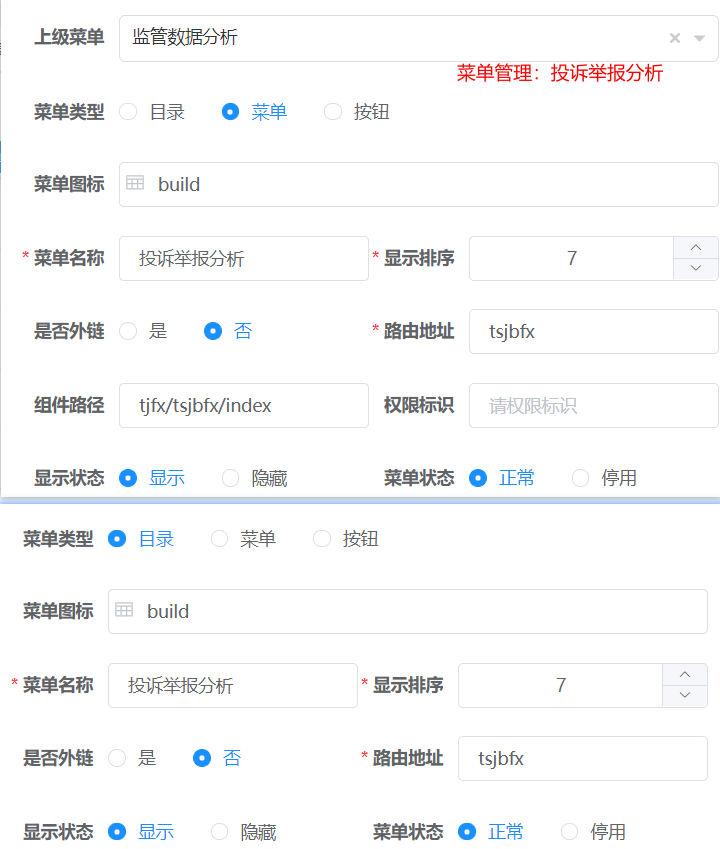 上级菜单 监管数据分析
菜单管理：投诉举报分析
菜单类型 目录 菜单 按钮
菜单图标 build
* 菜单名称 投诉举报分析 * 显示排序 7
是否外链 是 否 * 路由地址 tsjbfx
组件路径 tjfx/tsjbfx/index 权限标识 请权限标识
显示状态 显示 隐藏 菜单状态 正常 停用
菜单类型 目录 菜单 按钮
菜单图标 build
* 菜单名称 投诉举报分析 * 显示排序 7
是否外链 是 否 * 路由地址 tsjbfx
显示状态 显示 隐藏 菜单状态 正常 停用